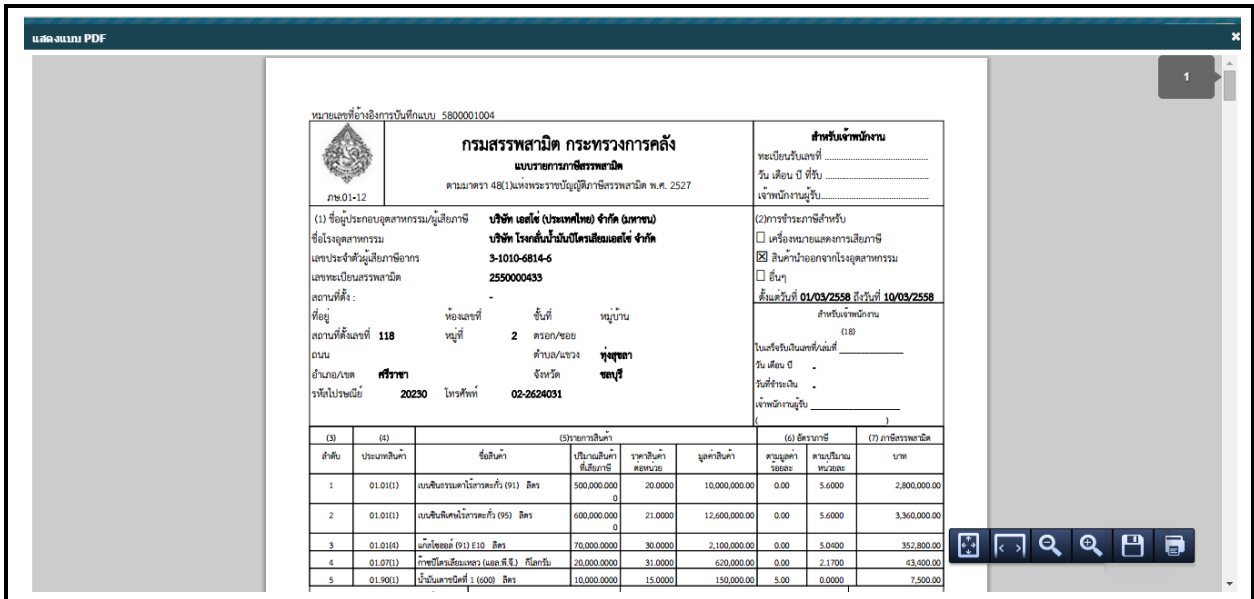 แสดงแบบ PDF
1
หมายเลขที่อ้างอิงการบันทึกแบบ 5800001004
กรมสรรพสามิต กระทรวงการคลัง
แบบรายการภาษีสรรพสามิต
ตามมาตรา 48(1)แห่งพระราชบัญญัติภาษีสรรพสามิต พ.ศ. 2527
ภษ.01-12
สำหรับเจ้าพนักงาน
ทะเบียนรับเลขที่
วัน เดือน ปี ที่รับ
เจ้าพนักงานผู้รับ
(1) ชื่อผู้ประกอบอุตสาหกรรม/ผู้เสียภาษี บริษัท เอสโซ่ (ประเทศไทย) จำกัด (มหาชน)
ชื่อโรงอุตสาหกรรม บริษัท โรงกลั่นน้ำมันปิโตรเลียมเอสโซ่ จำกัด
เลขประจำตัวผู้เสียภาษีอากร 3-1010-6814-6
เลขทะเบียนสรรพสามิต 2550000433
สถานที่ตั้ง : -
ที่อยู่ ห้องเลขที่ ชั้นที่ หมู่บ้าน
สถานที่ตั้งเลขที่ 118 หมู่ที่ 2 ตรอก/ซอย
ถนน ตำบล/แขวง ทุ่งสุขลา
อำเภอ/เขต ศรีราชา จังหวัด ชลบุรี
รหัสไปรษณีย์ 20230 โทรศัพท์ 02-2624031
(2)การชำระภาษีสำหรับ
เครื่องหมายแสดงการเสียภาษี
สินค้านำออกจากโรงอุตสาหกรรม
อื่นๆ
ตั้งแต่วันที่ 01/03/2558 ถึงวันที่ 10/03/2558
สำหรับเจ้าพนักงาน
(18)
ใบเสร็จรับเงินเลขที่/เล่มที่
วัน เดือน ปี -
วันที่ชำระเงิน -
เจ้าพนักงานผู้รับ
( )
(3) (4) (5)รายการสินค้า (6) อัตราภาษี (7) ภาษีสรรพสามิต
ลำดับ ประเภทสินค้า ชื่อสินค้า ปริมาณสินค้า ราคาสินค้า มูลค่าสินค้า ตามมูลค่า ตามปริมาณ บาท
ที่เสียภาษี ต่อหน่วย ร้อยละ หน่วยละ
1 01.01(1) เบนซินธรรมดาไร้สารตะกั่ว (91) ลิตร 500,000.000 20.0000 10,000,000.00 0.00 5.6000 2,800,000.00
0
2 01.01(1) เบนซินพิเศษไร้สารตะกั่ว (95) ลิตร 600,000.000 21.0000 12,600,000.00 0.00 5.6000 3,360,000.00
0
3 01.01(4) แก๊สโซฮอล์ (91) E10 ลิตร 70,000.0000 30.0000 2,100,000.00 0.00 5.0400 352,800.00
4 01.07(1) ก๊าซปิโตรเลียมเหลว (แอล.พี.จี.) กิโลกรัม 20,000.0000 31.0000 620,000.00 0.00 2.1700 43,400.00
5 01.90(1) น้ำมันเตาชนิดที่ 1 (600) ลิตร 10,000.0000 15.0000 150,000.00 5.00 0.0000 7,500.00